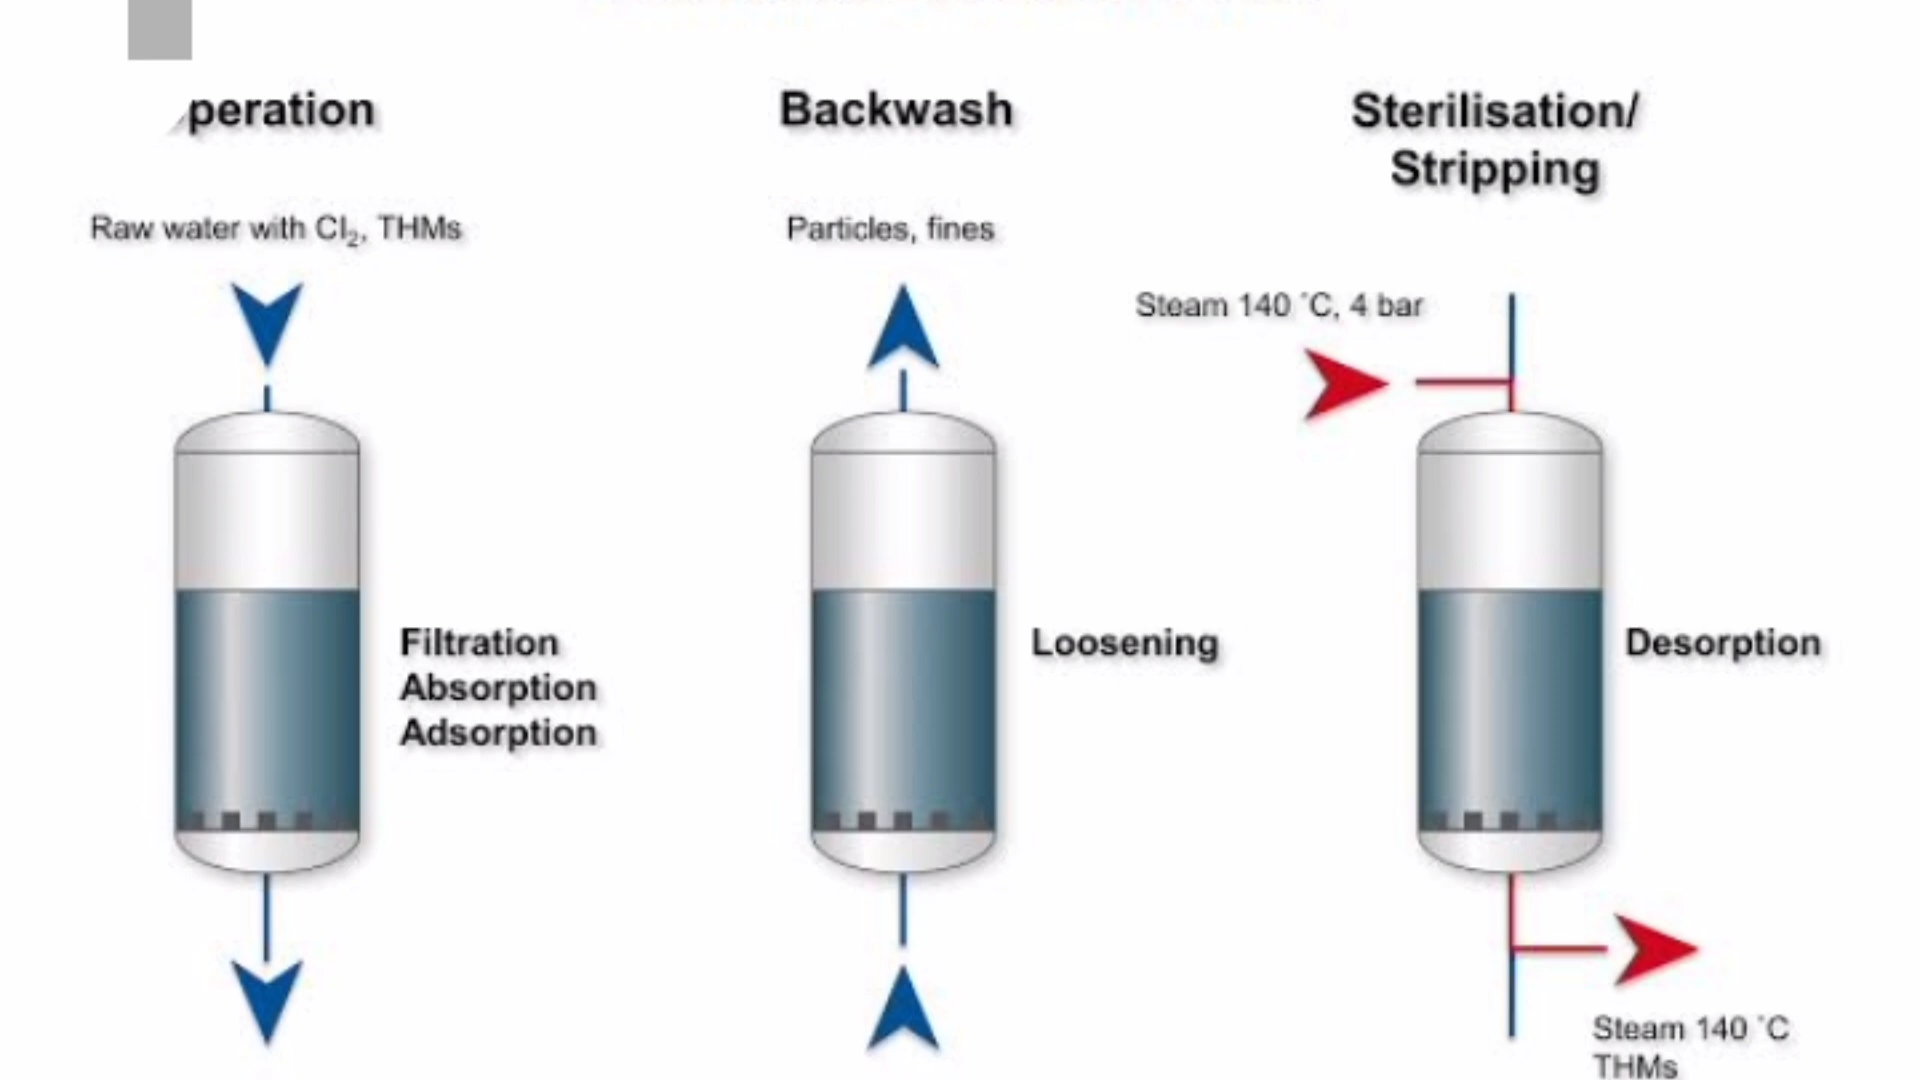 peration
Backwash
Sterilisation/
Stripping
Raw water with Cl₂, THMs
Particles, fines
Steam 140 ˚C, 4 bar
Filtration
Absorption
Adsorption
Loosening
Desorption
Steam 140 ˚C
THMs